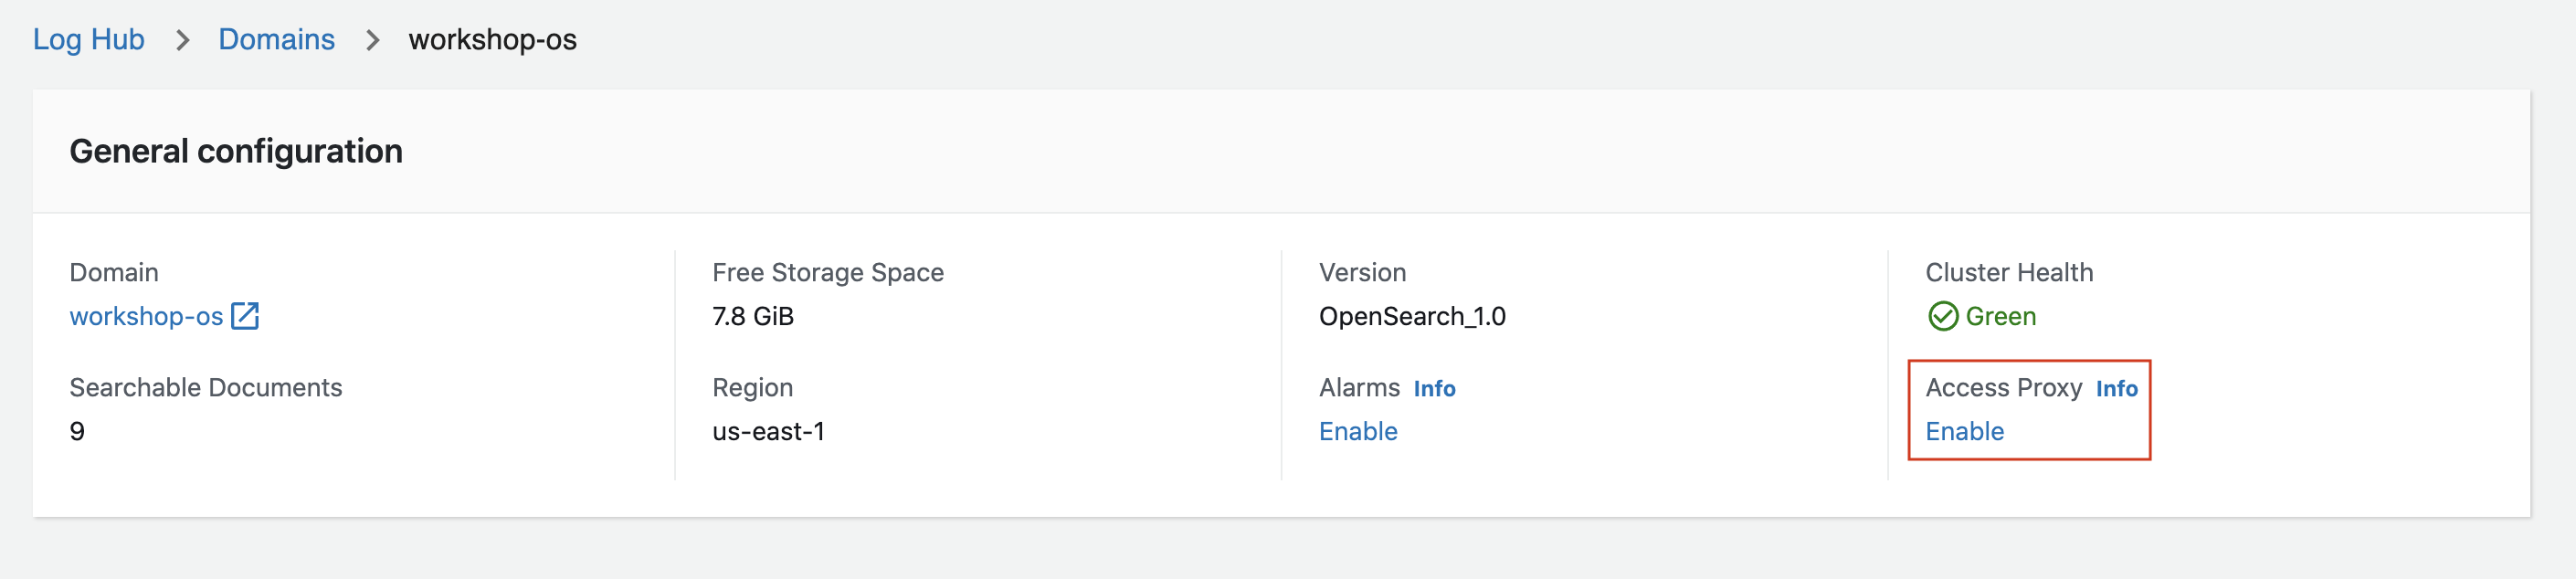 Log Hub > Domains > workshop-os
General configuration
Domain
workshop-os
Searchable Documents
9
Free Storage Space
7.8 GiB
Region
us-east-1
Version
OpenSearch_1.0
Alarms Info
Enable
Cluster Health
Green
Access Proxy Info
Enable